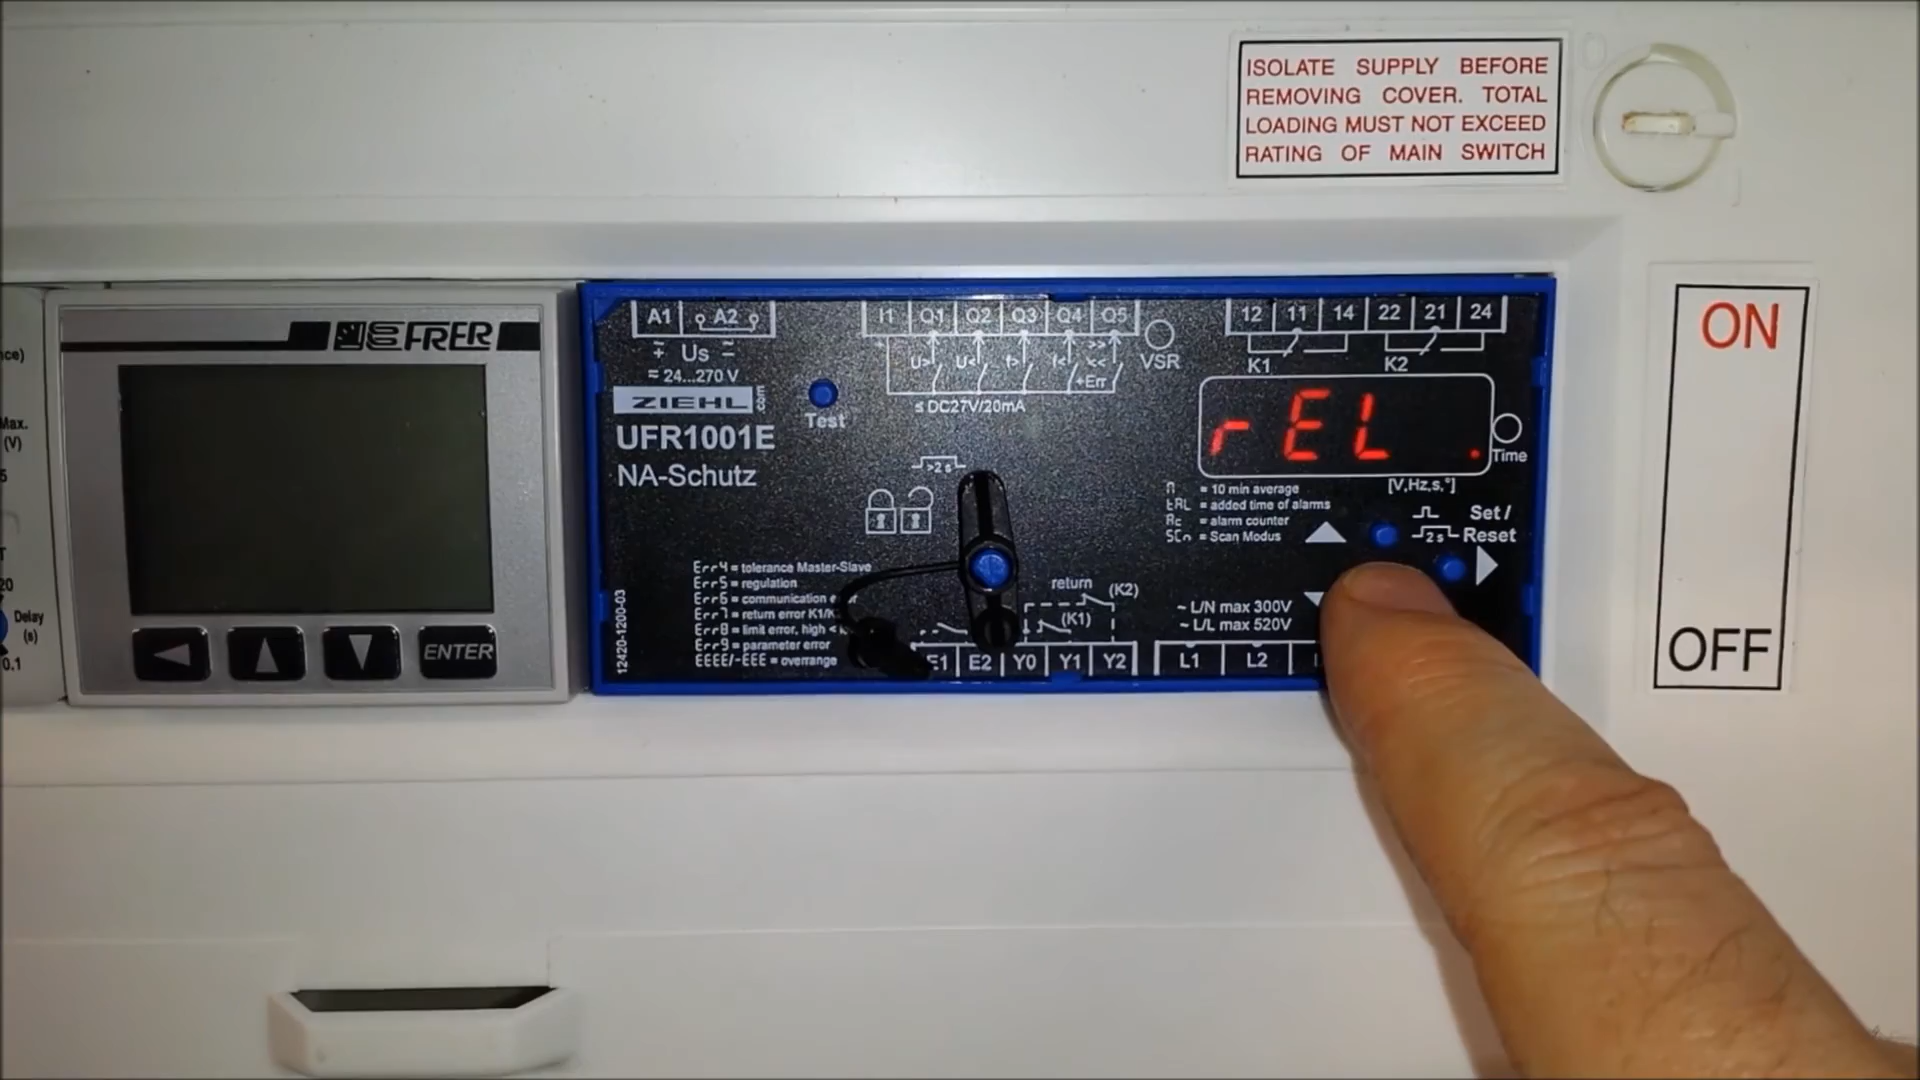 ISOLATE SUPPLY BEFORE
REMOVING COVER. TOTAL
LOADING MUST NOT EXCEED
RATING OF MAIN SWITCH
ON
OFF
nce)
Max.
(V)
5
T
20
Delay
(s)
0.1
FRER
ENTER
A1 A2
Us
= 24...270 V
ZIEHL
.com
UFR1001E
NA-Schutz
Test
I1 Q1 Q2 Q3 Q4 Q5
U> U< f> f< >>
<<
+Err
≤ DC27V/20mA
VSR
12 11 14 22 21 24
K1 K2
rEL .
Time
[V,Hz,s,°]
= 10 min average
tAL = added time of alarms
Ac = alarm counter
SCn = Scan Modus
Set /
2 s Reset
>2 s
Err4 = tolerance Master-Slave
Err5 = regulation
Err6 = communication
Err7 = return error K1/K
Err8 = limit error, high <
Err9 = parameter error
EEEE/-EEE = overrange
12420-1200-03
return (K2)
(K1)
~ L/N max 300V
~ L/L max 520V
E1 E2 Y0 Y1 Y2 L1 L2